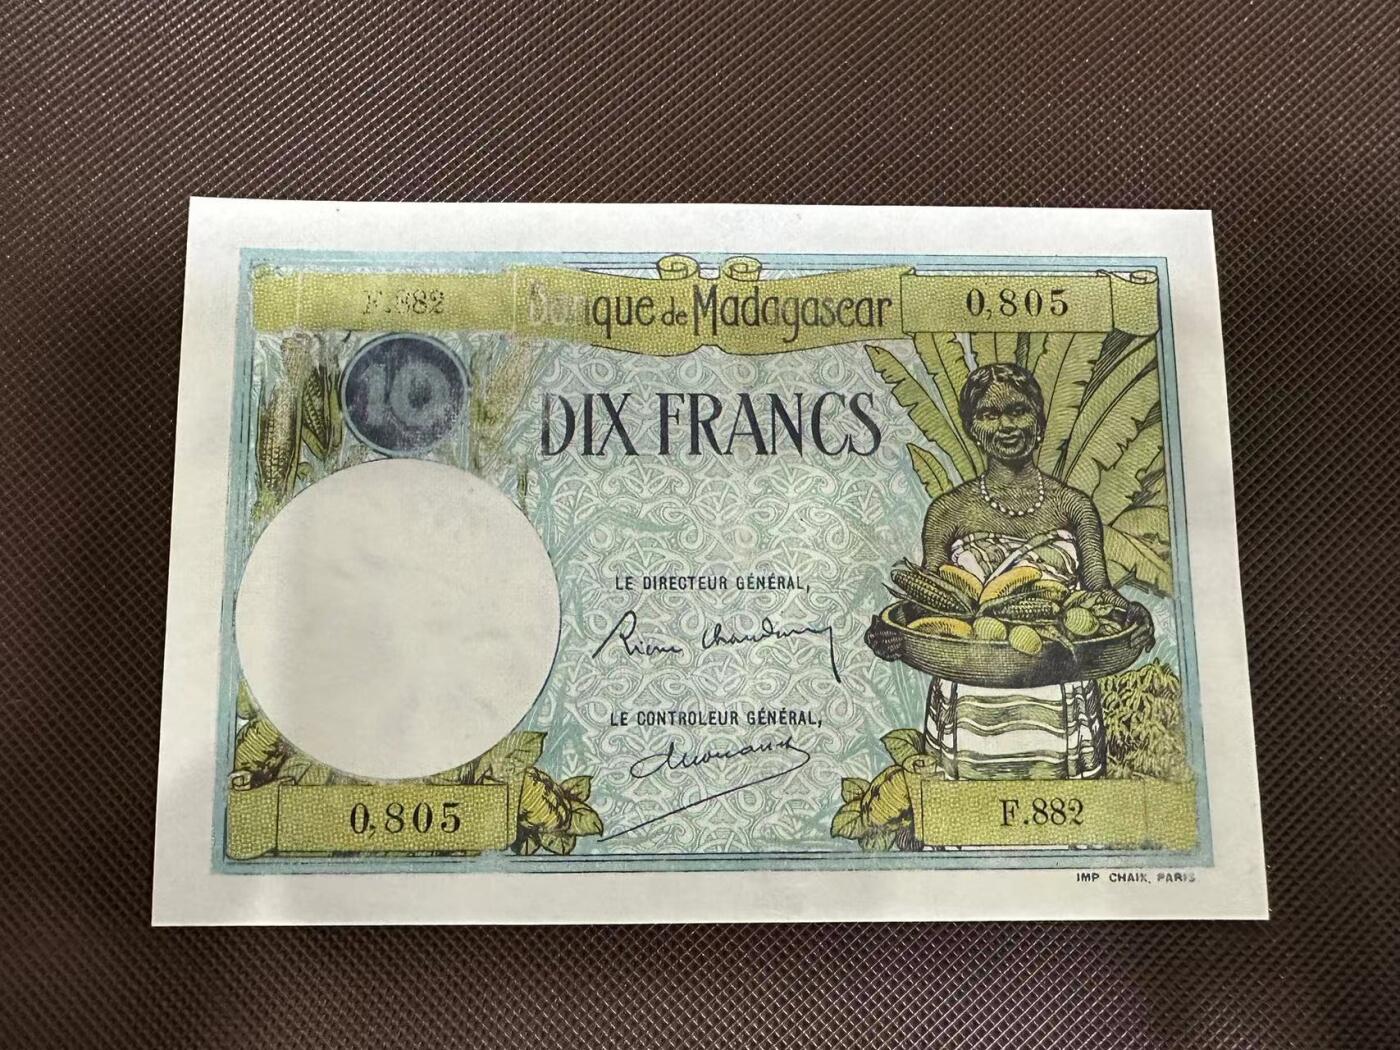 F.882
Banque de Madagascar
0,805
10
DIX FRANCS
LE DIRECTEUR GÉNÉRAL,
LE CONTROLEUR GÉNÉRAL,
0,805
F.882
IMP. CHAIX, PARIS